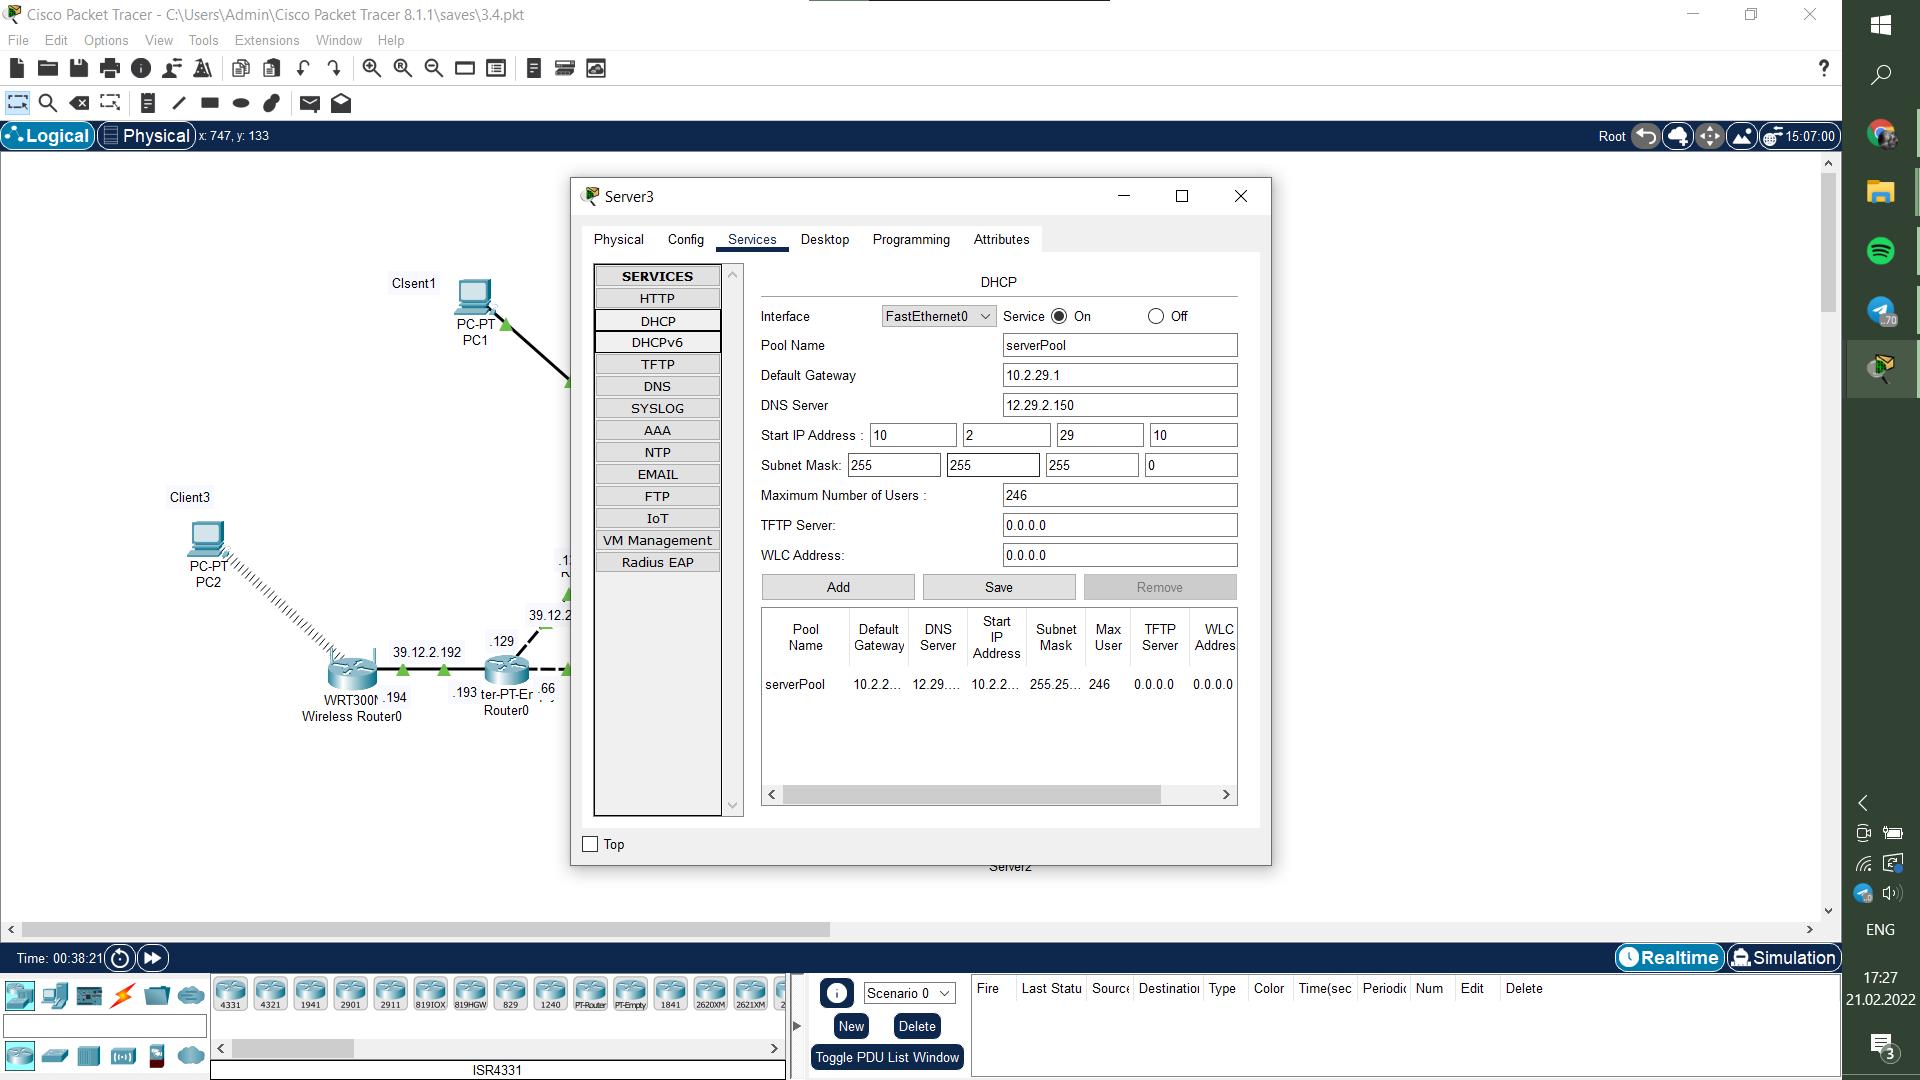 Cisco Packet Tracer - C:\Users\Admin\Cisco Packet Tracer 8.1.1\saves\3.4.pkt
File Edit Options View Tools Extensions Window Help
?
Logical Physical x: 747, y: 133
Root 15:07:00
Server3
Physical Config Services Desktop Programming Attributes
SERVICES
HTTP
DHCP
DHCPv6
TFTP
DNS
SYSLOG
AAA
NTP
EMAIL
FTP
IoT
VM Management
Radius EAP
DHCP
Interface FastEthernet0 Service On Off
Pool Name serverPool
Default Gateway 10.2.29.1
DNS Server 12.29.2.150
Start IP Address : 10 2 29 10
Subnet Mask: 255 255 255 0
Maximum Number of Users : 246
TFTP Server: 0.0.0.0
WLC Address: 0.0.0.0
Add Save Remove
Pool Name Default Gateway DNS Server Start IP Address Subnet Mask Max User TFTP Server WLC Addres
serverPool 10.2.2... 12.29.... 10.2.2... 255.25... 246 0.0.0.0 0.0.0.0
Top
Clsent1
PC-PT
PC1
Client3
PC-PT
PC2
39.12.2
.129
39.12.2.192
.194
.193
.66
WRT300N
Wireless Router0
ter-PT-Er
Router0
Server2
Time: 00:38:21
Realtime Simulation
4331 4321 1941 2901 2911 819IOX 819HGW 829 1240 PT-Router PT-Empty 1841 2620XM 2621XM 2
ISR4331
Scenario 0
New Delete
Toggle PDU List Window
Fire Last Statu Source Destination Type Color Time(sec Periodic Num Edit Delete
70
ENG
17:27
21.02.2022
3